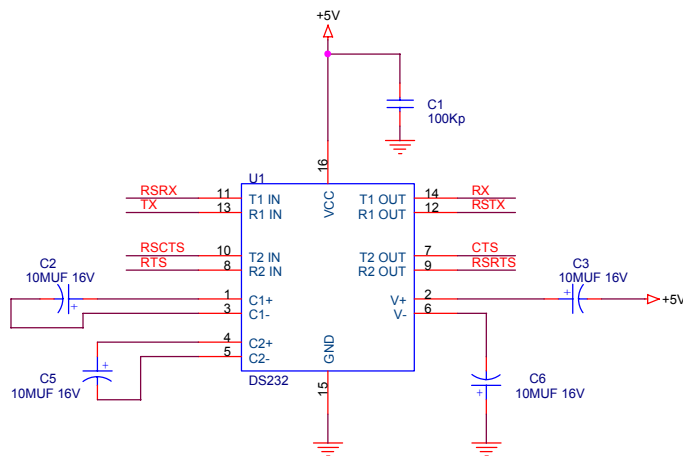 +5V
C1
100Kp
16
U1
VCC
RSRX 11 T1 IN T1 OUT 14 RX
TX 13 R1 IN R1 OUT 12 RSTX
RSCTS 10 T2 IN T2 OUT 7 CTS
RTS 8 R2 IN R2 OUT 9 RSRTS
C2
10MUF 16V
+
C3
10MUF 16V
+
+5V
1 C1+ V+ 2
3 C1- V- 6
4 C2+
5 C2-
GND
15
DS232
+
C5
10MUF 16V
C6
10MUF 16V
+